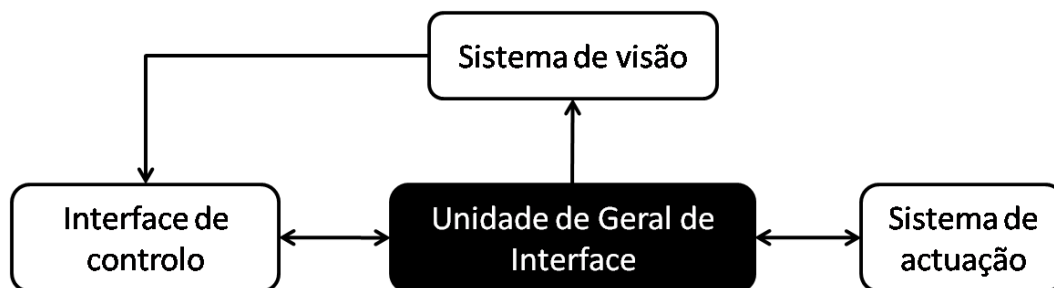 Sistema de visão
Interface de
controlo
Unidade de Geral de
Interface
Sistema de
actuação